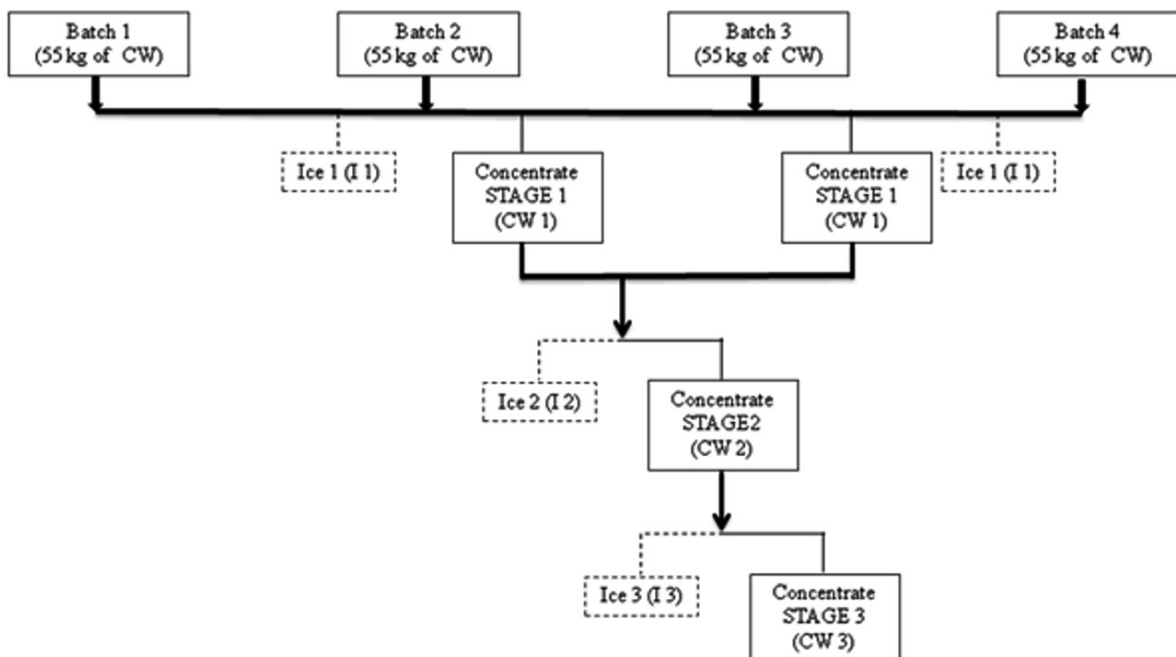 Batch 1
(55 kg of CW)
Batch 2
(55 kg of CW)
Batch 3
(55 kg of CW)
Batch 4
(55 kg of CW)
Ice 1 (I 1)
Concentrate
STAGE 1
(CW 1)
Concentrate
STAGE 1
(CW 1)
Ice 1 (I 1)
Ice 2 (I 2)
Concentrate
STAGE2
(CW 2)
Ice 3 (I 3)
Concentrate
STAGE 3
(CW 3)